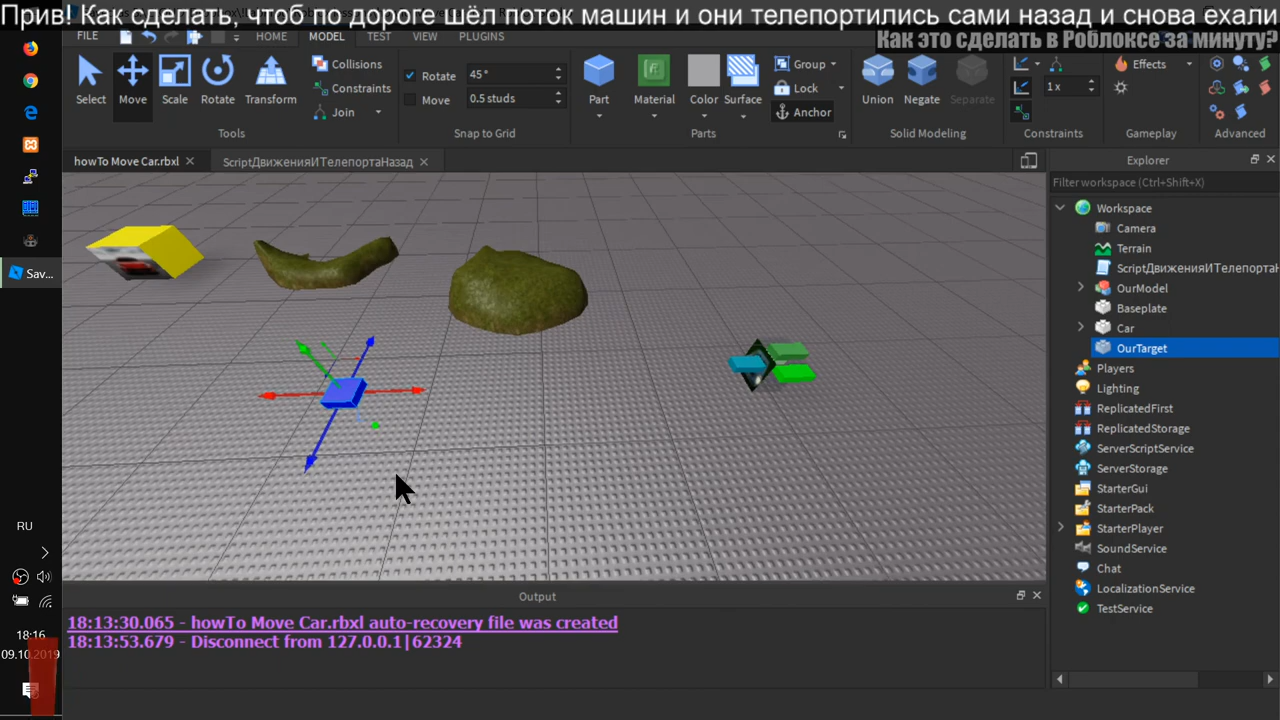 Прив! Как сделать, чтоб по дороге шёл поток машин и они телепортились сами назад и снова ехали
Как это сделать в Роблоксе за минуту?
FILE
HOME
MODEL
TEST
VIEW
PLUGINS
Select
Move
Scale
Rotate
Transform
Collisions
Constraints
Join
Tools
Rotate
45°
Move
0.5 studs
Snap to Grid
Part
Material
Color
Surface
Group
Lock
Anchor
Parts
Union
Negate
Separate
Solid Modeling
1 x
Constraints
Effects
Gameplay
Advanced
howTo Move Car.rbxl
СкриптДвиженияИТелепортаНазад
Explorer
Filter workspace (Ctrl+Shift+X)
Workspace
Camera
Terrain
СкриптДвиженияИТелепорта
OurModel
Baseplate
Car
OurTarget
Players
Lighting
ReplicatedFirst
ReplicatedStorage
ServerScriptService
ServerStorage
StarterGui
StarterPack
StarterPlayer
SoundService
Chat
LocalizationService
TestService
Sav...
RU
18:16
09.10.2019
Output
18:13:30.065 - howTo Move Car.rbxl auto-recovery file was created
18:13:53.679 - Disconnect from 127.0.0.1|62324